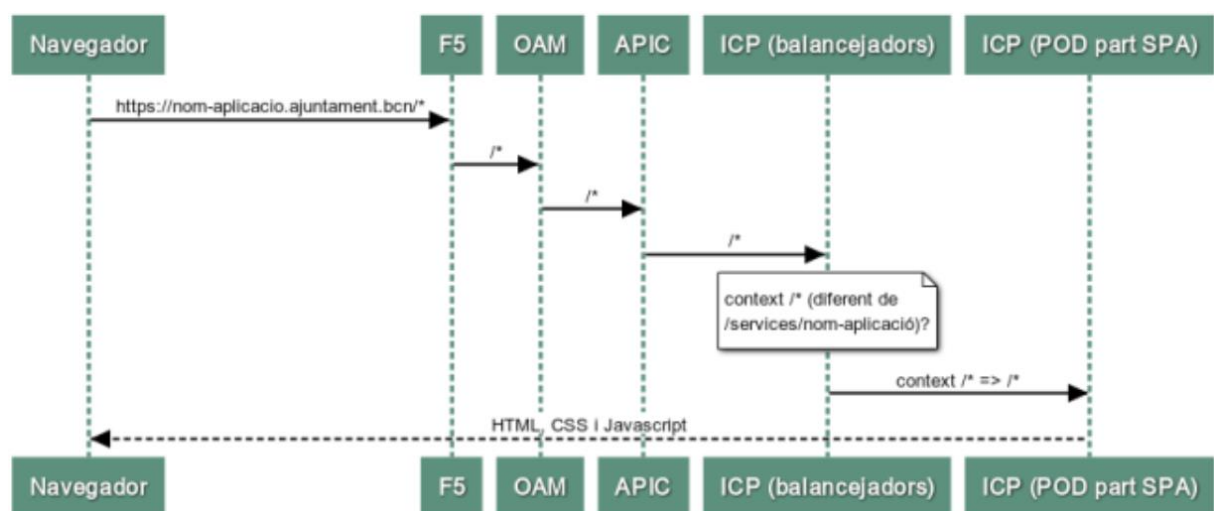 Navegador
F5
OAM
APIC
ICP (balancejadors)
ICP (POD part SPA)
https://nom-aplicacio.ajuntament.bcn/*
/*
/*
/*
context /* (diferent de
/services/nom-aplicació)?
context /* => /*
HTML, CSS i Javascript
Navegador
F5
OAM
APIC
ICP (balancejadors)
ICP (POD part SPA)